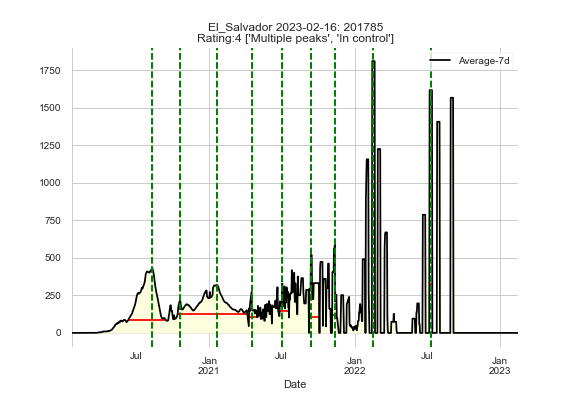 El_Salvador 2023-02-16: 201785
Rating:4 ['Multiple peaks', 'In control']
Average-7d
1750
1500
1250
1000
750
500
250
0
Jul
Jan
2021
Jul
Jan
2022
Jul
Jan
2023
Date